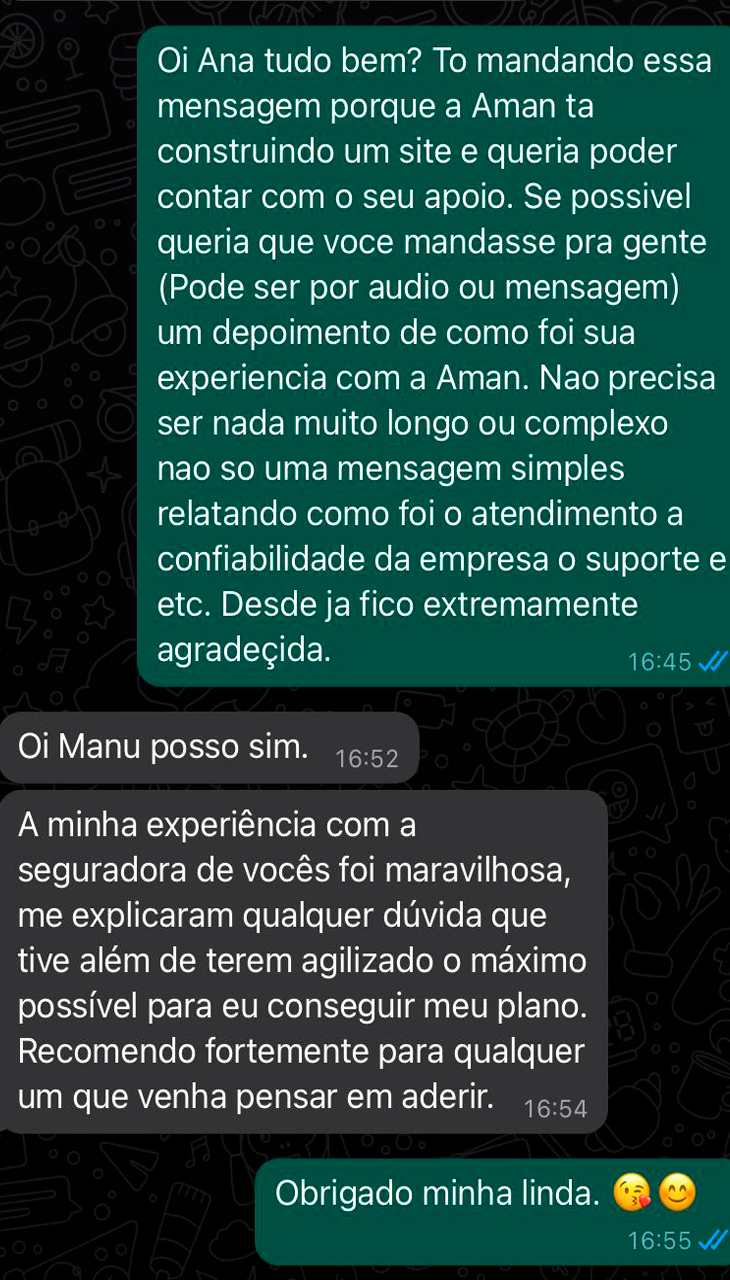 Oi Ana tudo bem? To mandando essa
mensagem porque a Aman ta
construindo um site e queria poder
contar com o seu apoio. Se possivel
queria que voce mandasse pra gente
(Pode ser por audio ou mensagem)
um depoimento de como foi sua
experiencia com a Aman. Nao precisa
ser nada muito longo ou complexo
nao so uma mensagem simples
relatando como foi o atendimento a
confiabilidade da empresa o suporte e
etc. Desde ja fico extremamente
agradeçida.
16:45
Oi Manu posso sim.
16:52
A minha experiência com a
seguradora de vocês foi maravilhosa,
me explicaram qualquer dúvida que
tive além de terem agilizado o máximo
possível para eu conseguir meu plano.
Recomendo fortemente para qualquer
um que venha pensar em aderir.
16:54
Obrigado minha linda. 😘😊
16:55